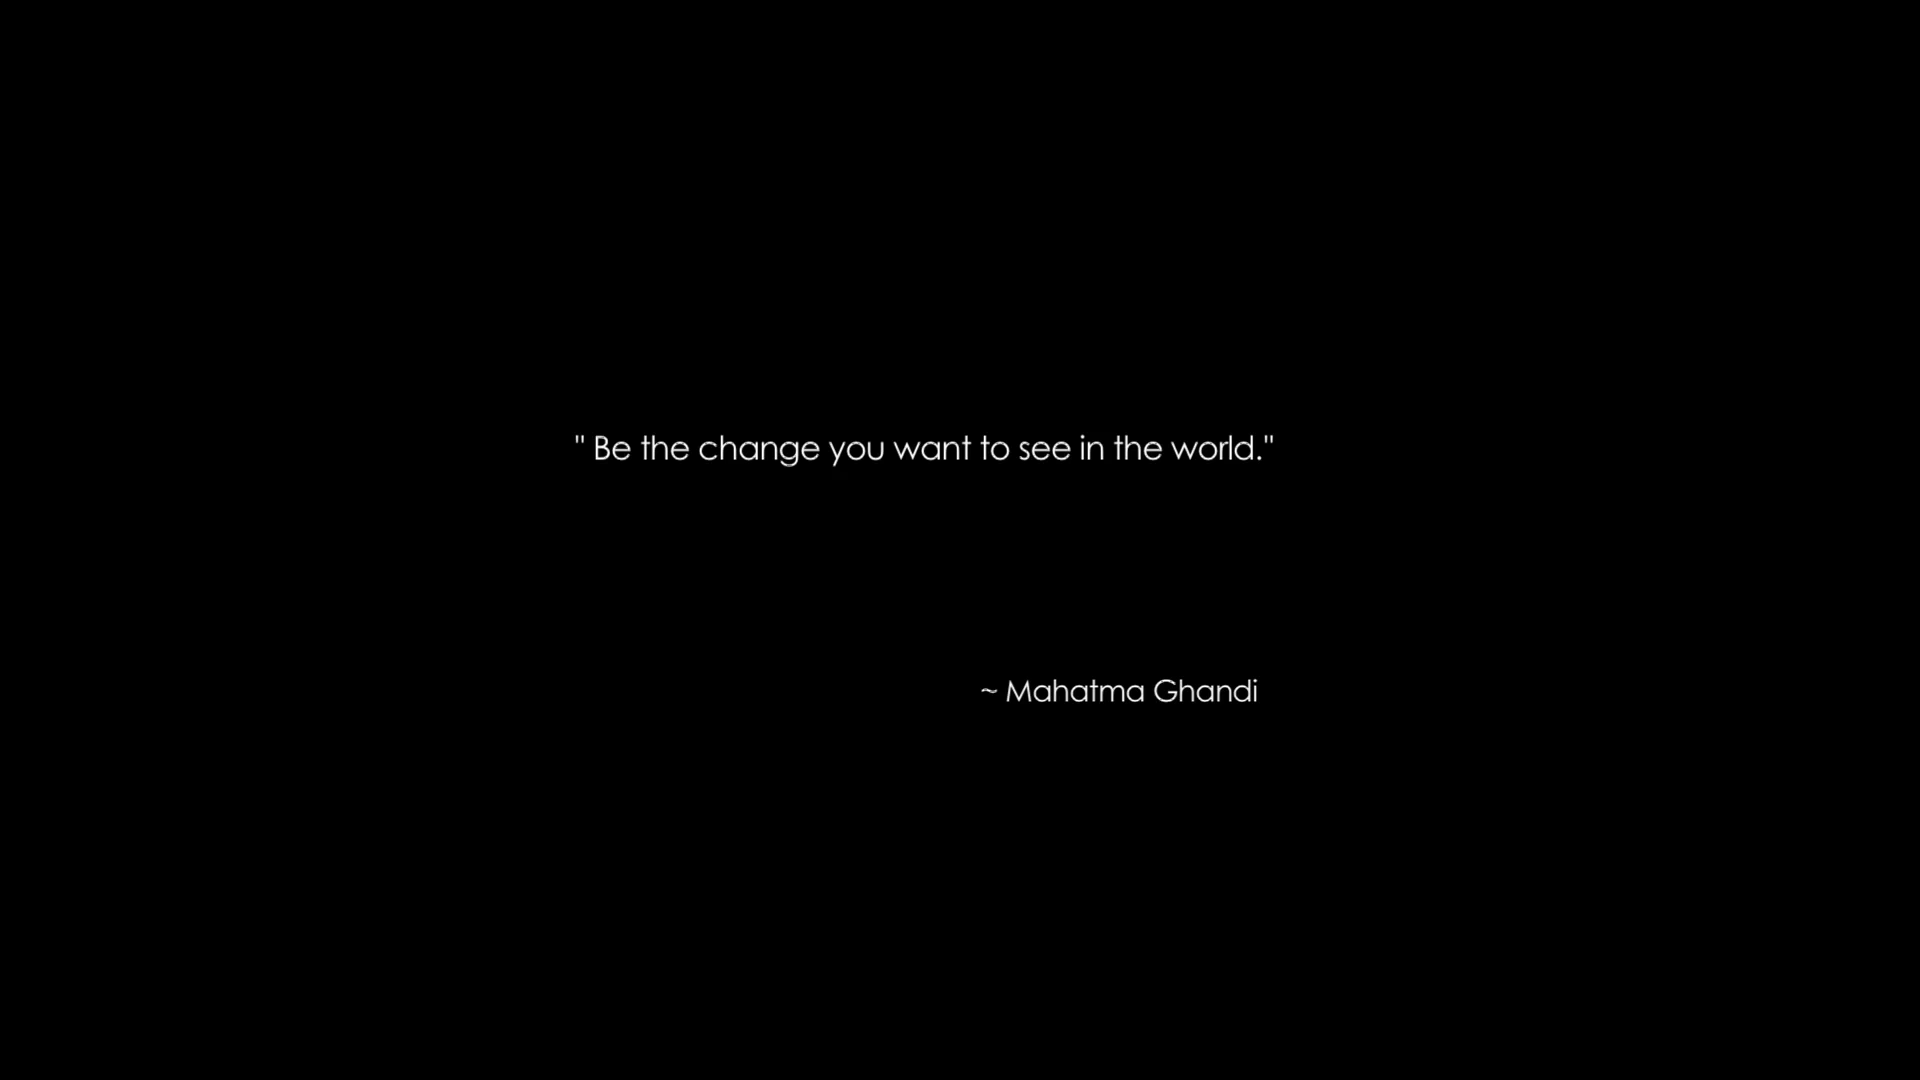 " Be the change you want to see in the world."
~ Mahatma Ghandi